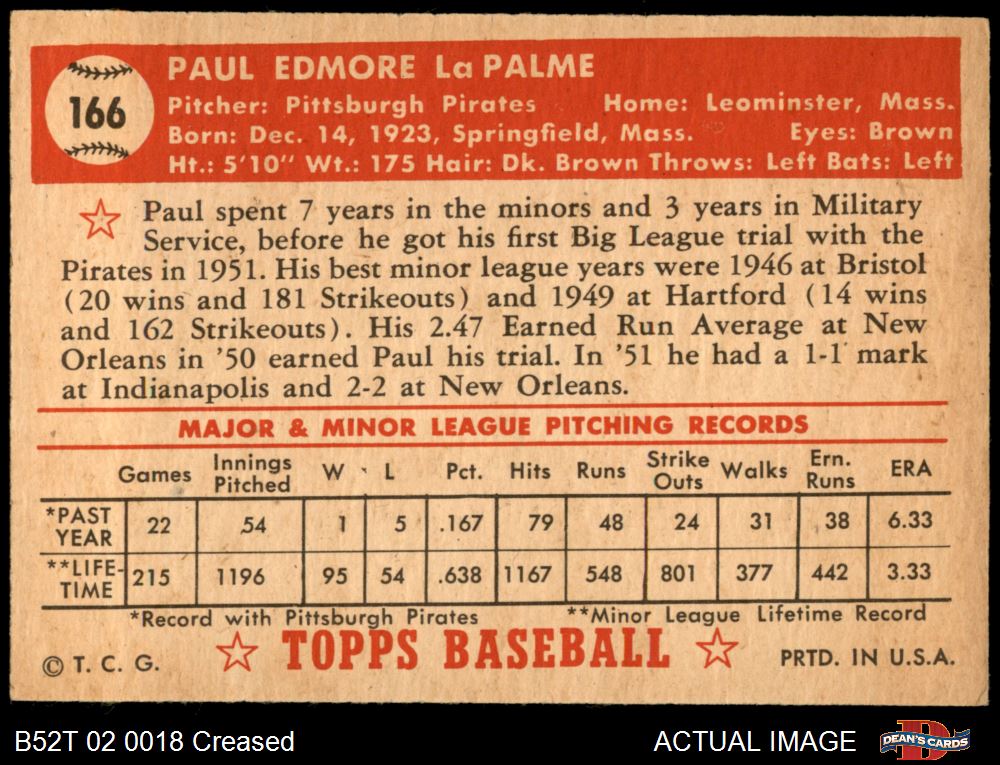 166
PAUL EDMORE La PALME
Pitcher: Pittsburgh Pirates Home: Leominster, Mass.
Born: Dec. 14, 1923, Springfield, Mass. Eyes: Brown
Ht.: 5'10" Wt.: 175 Hair: Dk. Brown Throws: Left Bats: Left
Paul spent 7 years in the minors and 3 years in Military
Service, before he got his first Big League trial with the
Pirates in 1951. His best minor league years were 1946 at Bristol
(20 wins and 181 Strikeouts) and 1949 at Hartford (14 wins
and 162 Strikeouts). His 2.47 Earned Run Average at New
Orleans in '50 earned Paul his trial. In '51 he had a 1-1 mark
at Indianapolis and 2-2 at New Orleans.
MAJOR & MINOR LEAGUE PITCHING RECORDS
Games Innings Pitched W L Pct. Hits Runs Strike Outs Walks Ern. Runs ERA
*PAST YEAR 22 54 1 5 .167 79 48 24 31 38 6.33
**LIFE-TIME 215 1196 95 54 .638 1167 548 801 377 442 3.33
*Record with Pittsburgh Pirates **Minor League Lifetime Record
TOPPS BASEBALL
© T. C. G. PRTD. IN U.S.A.
B52T 02 0018 Creased ACTUAL IMAGE D DEAN'S CARDS